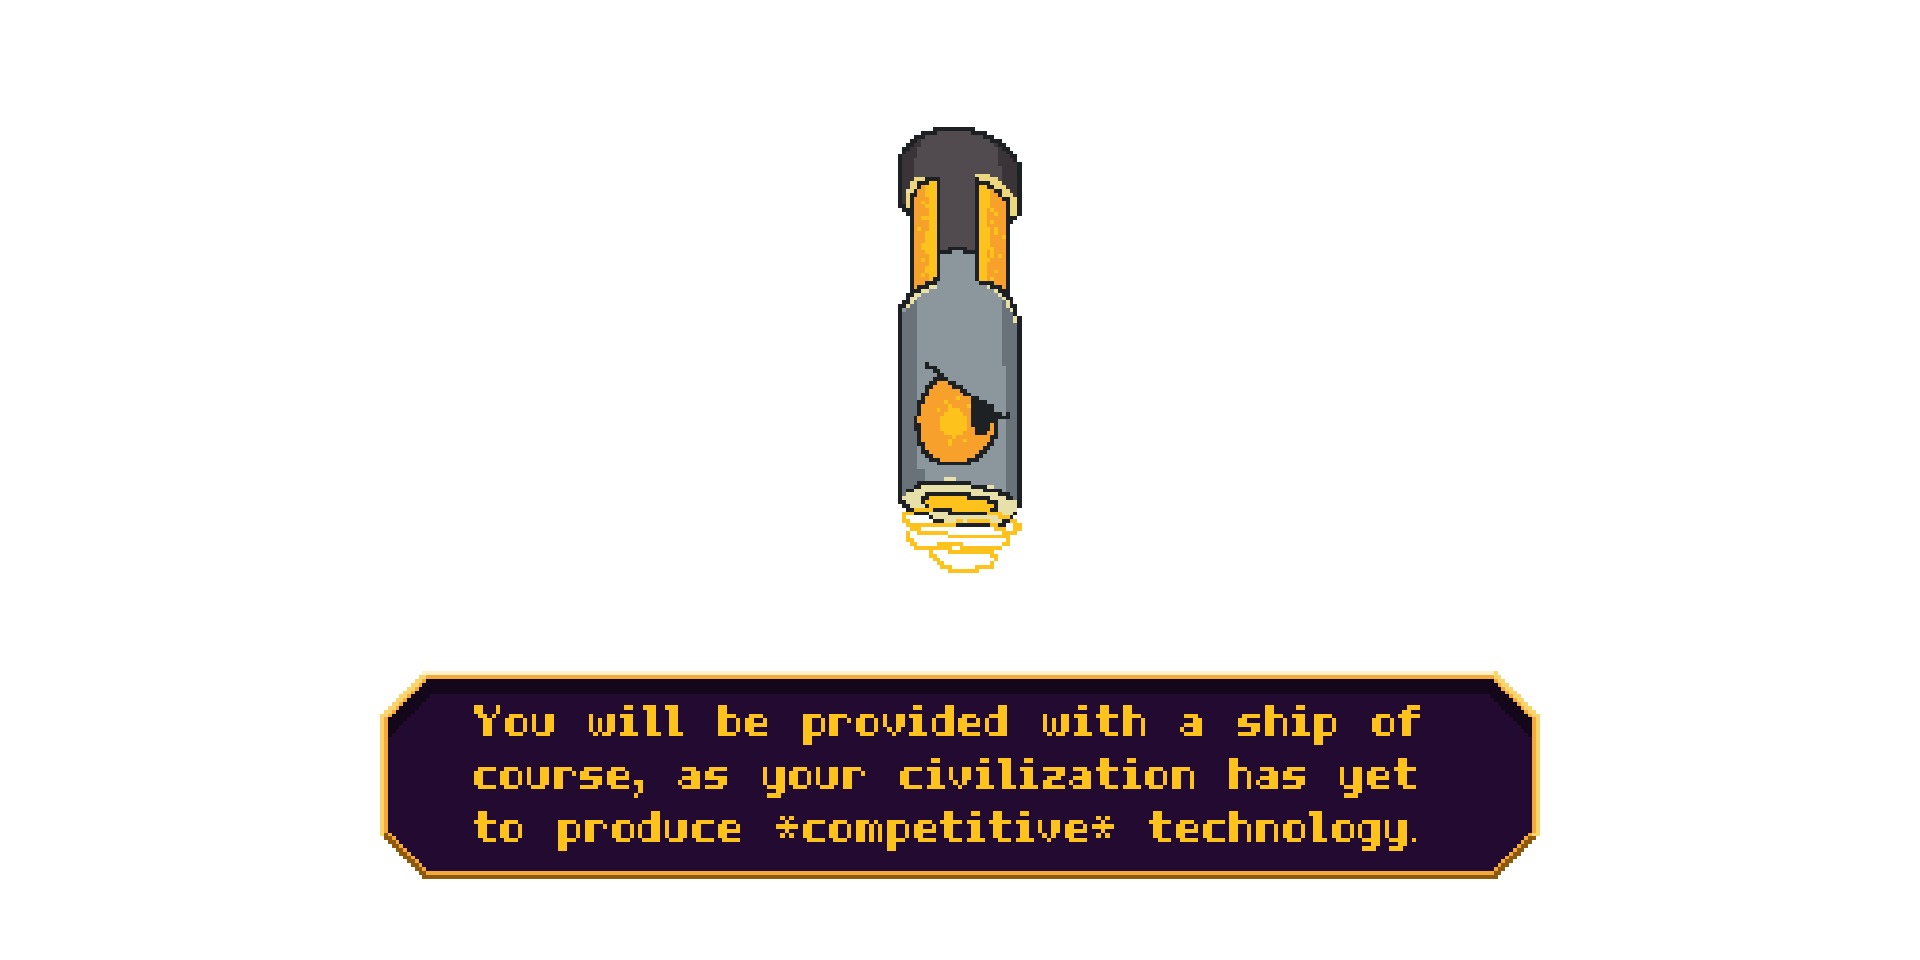 You will be provided with a ship of
course, as your civilization has yet
to produce *competitive* technology.